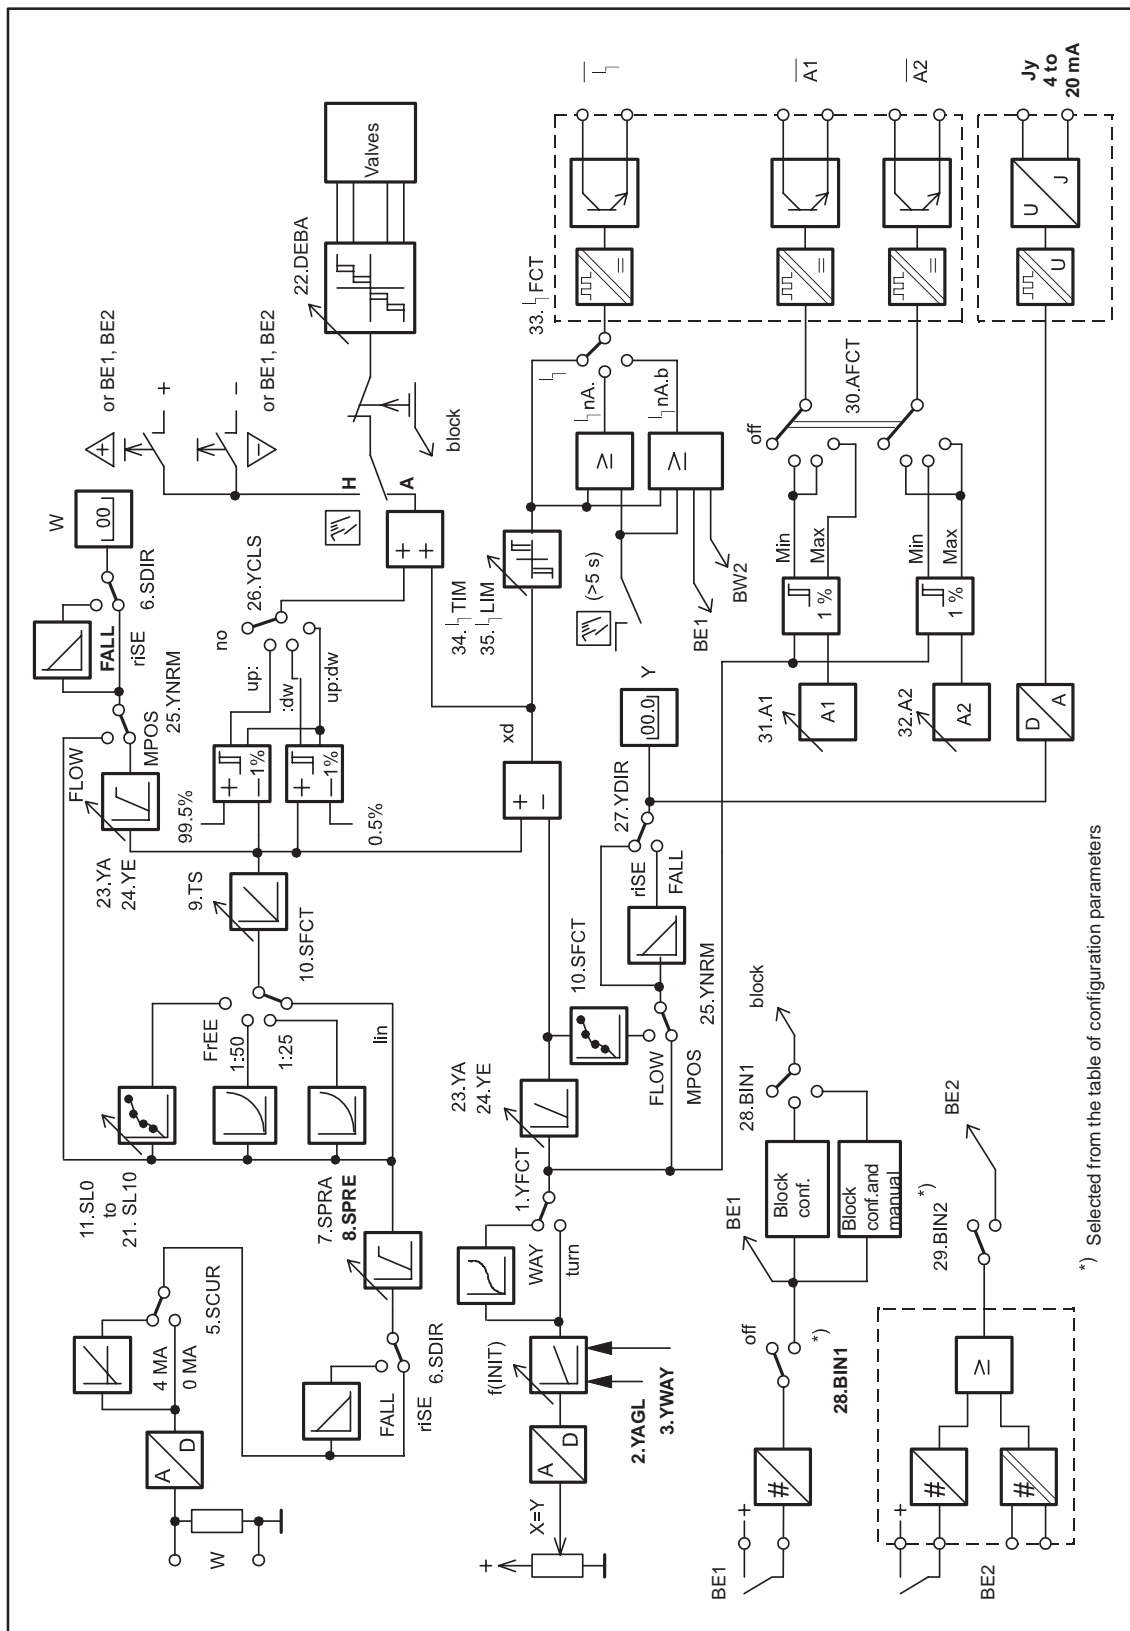 W
A
D
4 MA
0 MA
5.SCUR
FALL
riSE
6.SDIR
7.SPRA
8.SPRE
11.SL0
to
21. SL10
FrEE
1:50
1:25
lin
10.SFCT
9.TS
23.YA
24.YE
FLOW
MPOS
25.YNRM
FALL
riSE
6.SDIR
W
00
99.5%
0.5%
+
–1%
+
–1%
up:
:dw
up:dw
no
26.YCLS
+
+
H
A
+
–
or BE1, BE2
+
–
or BE1, BE2
block
22.DEBA
Valves
X=Y
+
A
D
f(INIT)
2.YAGL
3.YWAY
WAY
turn
1.YFCT
23.YA
24.YE
10.SFCT
FLOW
MPOS
25.YNRM
riSE
FALL
27.YDIR
00.0
Y
+
–
xd
34. TIM
35. LIM
(>5 s)
BE1
BW2
≥I
≥I
nA.
nA.b
33. FCT
=
BE1
+
#
off
*)
28.BIN1
BE1
Block
conf.
Block
conf.and
manual
28.BIN1
block
31.A1
A1
32.A2
A2
1 %
1 %
Min
Max
Min
Max
off
30.AFCT
=
A1
=
A2
D
A
U
U
J
Jy
4 to
20 mA
BE2
+
#
#
≥I
29.BIN2
*)
BE2
*) Selected from the table of configuration parameters